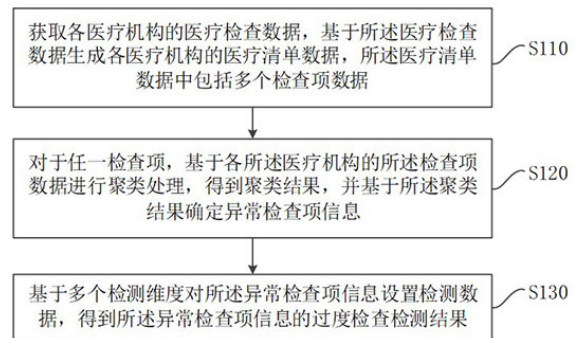 获取各医疗机构的医疗检查数据，基于所述医疗检查
数据生成各医疗机构的医疗清单数据，所述医疗清单
数据中包括多个检查项数据
S110
对于任一检查项，基于各所述医疗机构的所述检查项
数据进行聚类处理，得到聚类结果，并基于所述聚类
结果确定异常检查项信息
S120
基于多个检测维度对所述异常检查项信息设置检测数
据，得到所述异常检查项信息的过度检查检测结果
S130